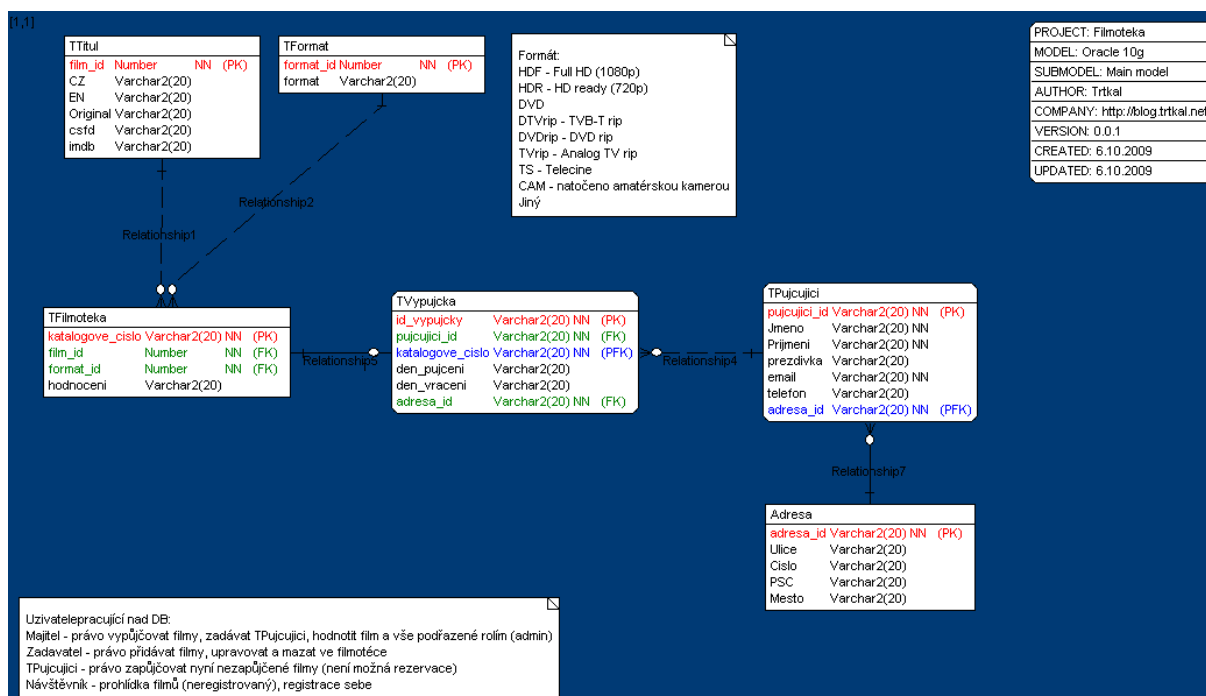 [1,1]
TTitul
film_id Number NN (PK)
CZ Varchar2(20)
EN Varchar2(20)
Original Varchar2(20)
csfd Varchar2(20)
imdb Varchar2(20)
TFormat
format_id Number NN (PK)
format Varchar2(20)
Formát:
HDF - Full HD (1080p)
HDR - HD ready (720p)
DVD
DTVrip - TVB-T rip
DVDrip - DVD rip
TVrip - Analog TV rip
TS - Telecine
CAM - natočeno amatérskou kamerou
Jiný
PROJECT: Filmoteka
MODEL: Oracle 10g
SUBMODEL: Main model
AUTHOR: Trtkal
COMPANY: http://blog.trtkal.net
VERSION: 0.0.1
CREATED: 6.10.2009
UPDATED: 6.10.2009
Relationship1
Relationship2
TFilmoteka
katalogove_cislo Varchar2(20) NN (PK)
film_id Number NN (FK)
format_id Number NN (FK)
hodnoceni Varchar2(20)
Relationship5
TVypujcka
id_vypujcky Varchar2(20) NN (PK)
pujcujici_id Varchar2(20) NN (FK)
katalogove_cislo Varchar2(20) NN (PFK)
den_pujceni Varchar2(20)
den_vraceni Varchar2(20)
adresa_id Varchar2(20) NN (FK)
Relationship4
TPujcujici
pujcujici_id Varchar2(20) NN (PK)
Jmeno Varchar2(20) NN
Prijmeni Varchar2(20) NN
prezdivka Varchar2(20)
email Varchar2(20) NN
telefon Varchar2(20)
adresa_id Varchar2(20) NN (PFK)
Relationship7
Adresa
adresa_id Varchar2(20) NN (PK)
Ulice Varchar2(20)
Cislo Varchar2(20)
PSC Varchar2(20)
Mesto Varchar2(20)
Uzivatelepracující nad DB:
Majitel - právo vypůjčovat filmy, zadávat TPujcujici, hodnotit film a vše podřazené rolím (admin)
Zadavatel - právo přidávat filmy, upravovat a mazat ve filmotéce
TPujcujici - právo zapůjčovat nyní nezapůjčené filmy (není možná rezervace)
Návštěvník - prohlídka filmů (neregistrovaný), registrace sebe